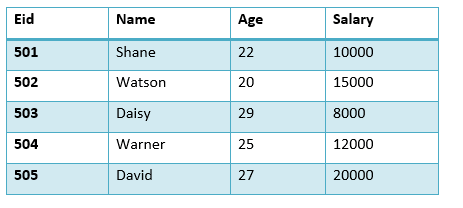 Eid Name Age Salary
501 Shane 22 10000
502 Watson 20 15000
503 Daisy 29 8000
504 Warner 25 12000
505 David 27 20000